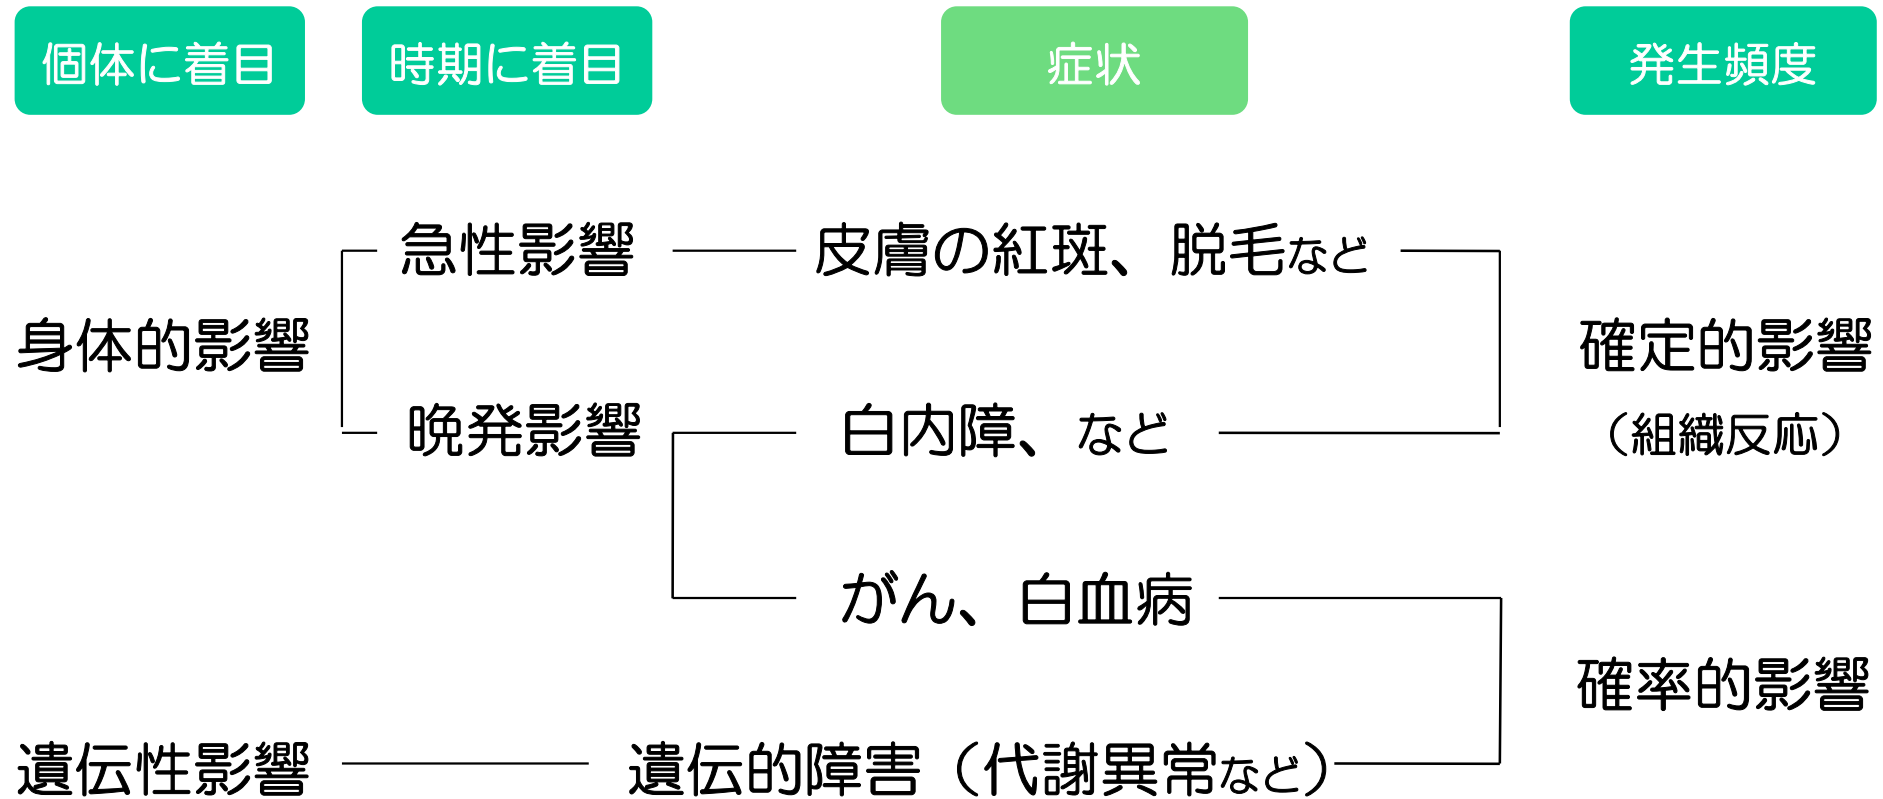 個体に着目
時期に着目
症状
発生頻度
急性影響
皮膚の紅斑、脱毛など
身体的影響
確定的影響
(組織反応)
晩発影響
白内障、など
がん、白血病
確率的影響
遺伝性影響
遺伝的障害(代謝異常など)